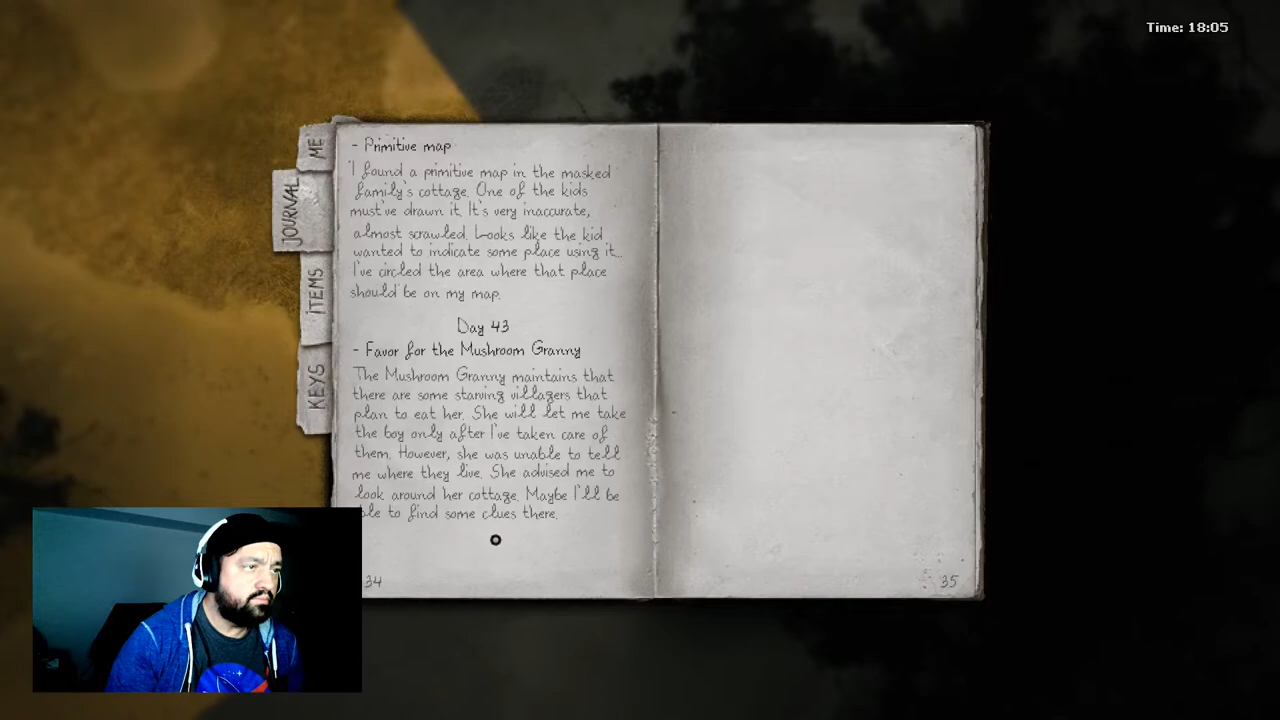 Time: 18:05
ME
JOURNAL
ITEMS
KEYS
- Primitive map
I found a primitive map in the masked
family's cottage. One of the kids
must've drawn it. It's very inaccurate,
almost scrawled. Looks like the kid
wanted to indicate some place using it...
I've circled the area where that place
should be on my map.
Day 43
- Favor for the Mushroom Granny
The Mushroom Granny maintains that
there are some starving villagers that
plan to eat her. She will let me take
the boy only after I've taken care of
them. However, she was unable to tell
me where they live. She advised me to
look around her cottage. Maybe I'll be
ble to find some clues there.
34
35